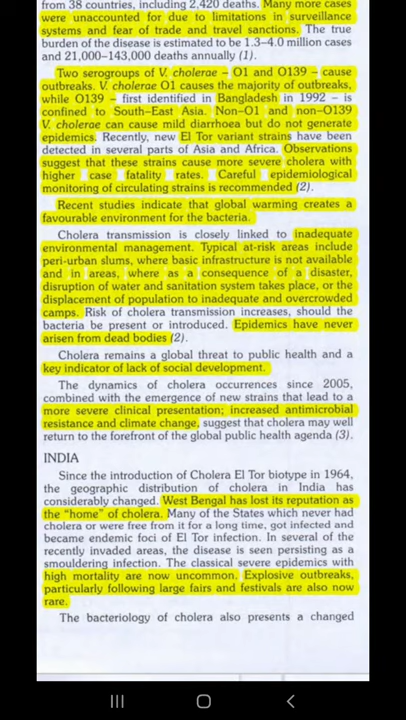 from 38 countries, including 2,420 deaths. Many more cases
were unaccounted for due to limitations in surveillance
systems and fear of trade and travel sanctions. The true
burden of the disease is estimated to be 1.3–4.0 million cases
and 21,000–143,000 deaths annually (1).
Two serogroups of V. cholerae – O1 and O139 – cause
outbreaks. V. cholerae O1 causes the majority of outbreaks,
while O139 – first identified in Bangladesh in 1992 – is
confined to South-East Asia. Non–O1 and non–O139
V. cholerae can cause mild diarrhoea but do not generate
epidemics. Recently, new El Tor variant strains have been
detected in several parts of Asia and Africa. Observations
suggest that these strains cause more severe cholera with
higher case fatality rates. Careful epidemiological
monitoring of circulating strains is recommended (2).
Recent studies indicate that global warming creates a
favourable environment for the bacteria.
Cholera transmission is closely linked to inadequate
environmental management. Typical at-risk areas include
peri-urban slums, where basic infrastructure is not available
and in areas, where as a consequence of a disaster,
disruption of water and sanitation system takes place, or the
displacement of population to inadequate and overcrowded
camps. Risk of cholera transmission increases, should the
bacteria be present or introduced. Epidemics have never
arisen from dead bodies (2).
Cholera remains a global threat to public health and a
key indicator of lack of social development.
The dynamics of cholera occurrences since 2005,
combined with the emergence of new strains that lead to a
more severe clinical presentation; increased antimicrobial
resistance and climate change, suggest that cholera may well
return to the forefront of the global public health agenda (3).
INDIA
Since the introduction of Cholera El Tor biotype in 1964,
the geographic distribution of cholera in India has
considerably changed. West Bengal has lost its reputation as
the "home" of cholera. Many of the States which never had
cholera or were free from it for a long time, got infected and
became endemic foci of El Tor infection. In several of the
recently invaded areas, the disease is seen persisting as a
smouldering infection. The classical severe epidemics with
high mortality are now uncommon. Explosive outbreaks,
particularly following large fairs and festivals are also now
rare.
The bacteriology of cholera also presents a changed